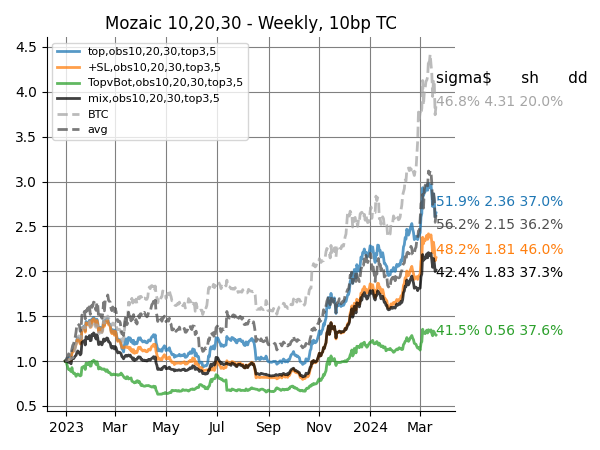 Mozaic 10,20,30 - Weekly, 10bp TC
top,obs10,20,30,top3,5
+SL,obs10,20,30,top3,5
TopvBot,obs10,20,30,top3,5
mix,obs10,20,30,top3,5
BTC
avg
sigma$ sh dd
46.8% 4.31 20.0%
51.9% 2.36 37.0%
56.2% 2.15 36.2%
48.2% 1.81 46.0%
42.4% 1.83 37.3%
41.5% 0.56 37.6%
4.5
4.0
3.5
3.0
2.5
2.0
1.5
1.0
0.5
2023 Mar May Jul Sep Nov 2024 Mar